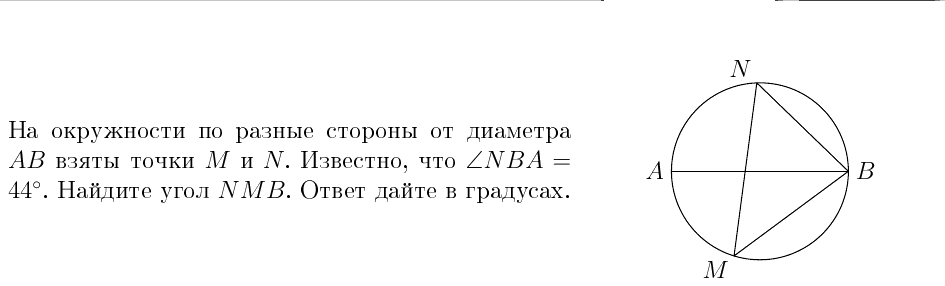 N
На окружности по разные стороны от диаметра
AB взяты точки M и N. Известно, что ∠NBA =
44°. Найдите угол NMB. Ответ дайте в градусах.
A
B
M